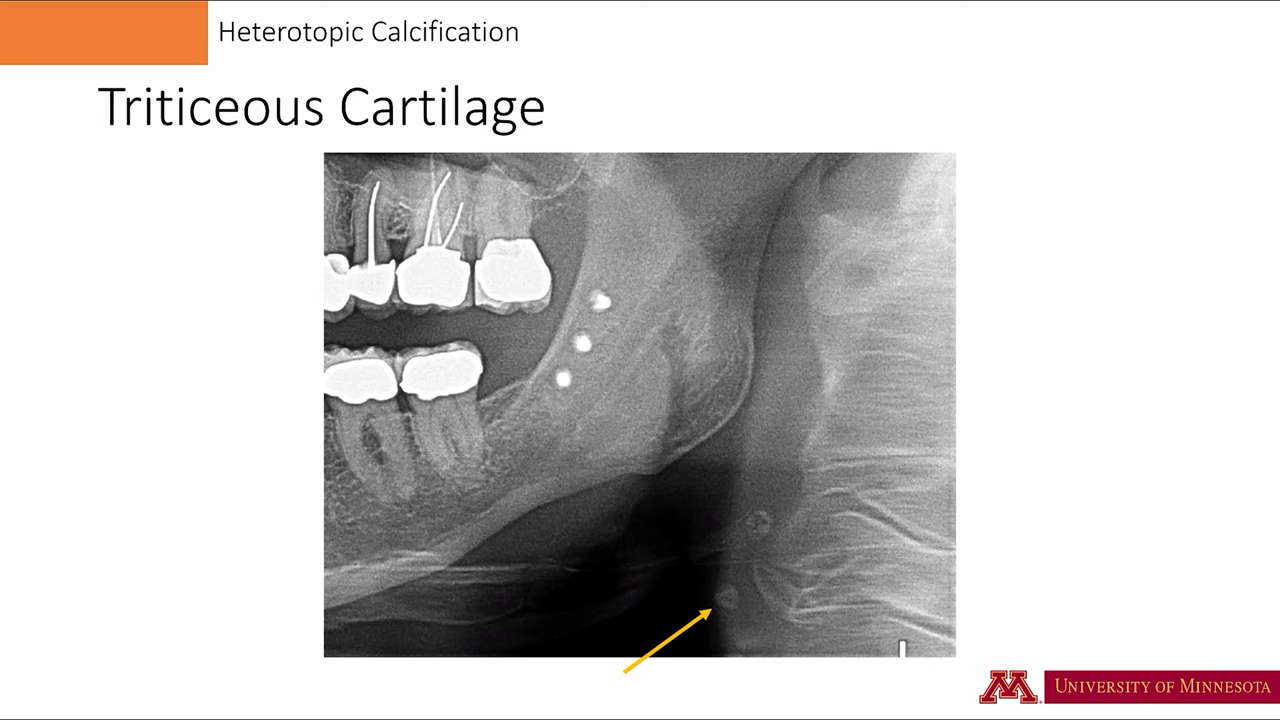 Heterotopic Calcification
Triticeous Cartilage
UNIVERSITY OF MINNESOTA